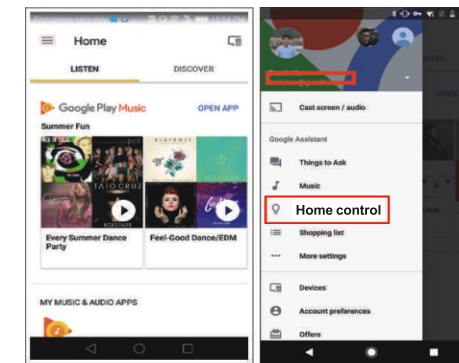 Home
LISTEN
DISCOVER
Google Play Music
OPEN APP
Summer Fun
TAIO CRUZ
Every Summer Dance
Party
Feel-Good Dance/EDM
MY MUSIC & AUDIO APPS
Cast screen / audio
Google Assistant
Things to Ask
Music
Home control
Shopping list
More settings
Devices
Account preferences
Offers